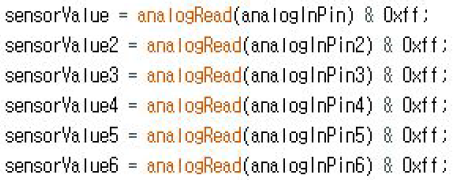 sensorValue = analogRead(analogInPin) & 0xff;
sensorValue2 = analogRead(analogInPin2) & 0xff;
sensorValue3 = analogRead(analogInPin3) & 0xff;
sensorValue4 = analogRead(analogInPin4) & 0xff;
sensorValue5 = analogRead(analogInPin5) & 0xff;
sensorValue6 = analogRead(analogInPin6) & 0xff;